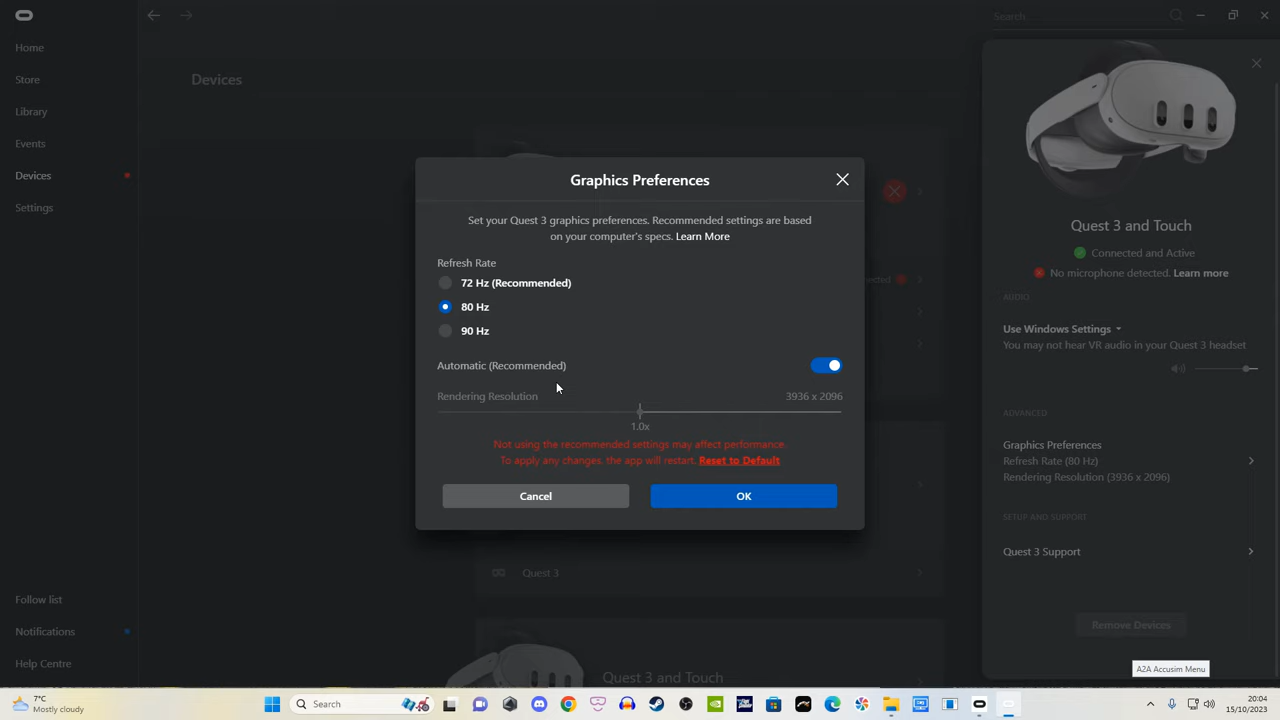 Search......
Home
Store
Library
Events
Devices
Settings
Follow list
Notifications
Help Centre
Devices
Graphics Preferences
Set your Quest 3 graphics preferences. Recommended settings are based
on your computer's specs. Learn More
Refresh Rate
72 Hz (Recommended)
80 Hz
90 Hz
Automatic (Recommended)
Rendering Resolution
3936 x 2096
1.0x
Not using the recommended settings may affect performance.
To apply any changes, the app will restart. Reset to Default
Cancel
OK
Quest 3
Quest 3 and Touch
Quest 3 and Touch
Connected and Active
No microphone detected. Learn more
AUDIO
Use Windows Settings
You may not hear VR audio in your Quest 3 headset
ADVANCED
Graphics Preferences
Refresh Rate (80 Hz)
Rendering Resolution (3936 x 2096)
SETUP AND SUPPORT
Quest 3 Support
Remove Devices
A2A Accusim Menu
7°C
Mostly cloudy
Search
20:04
15/10/2023